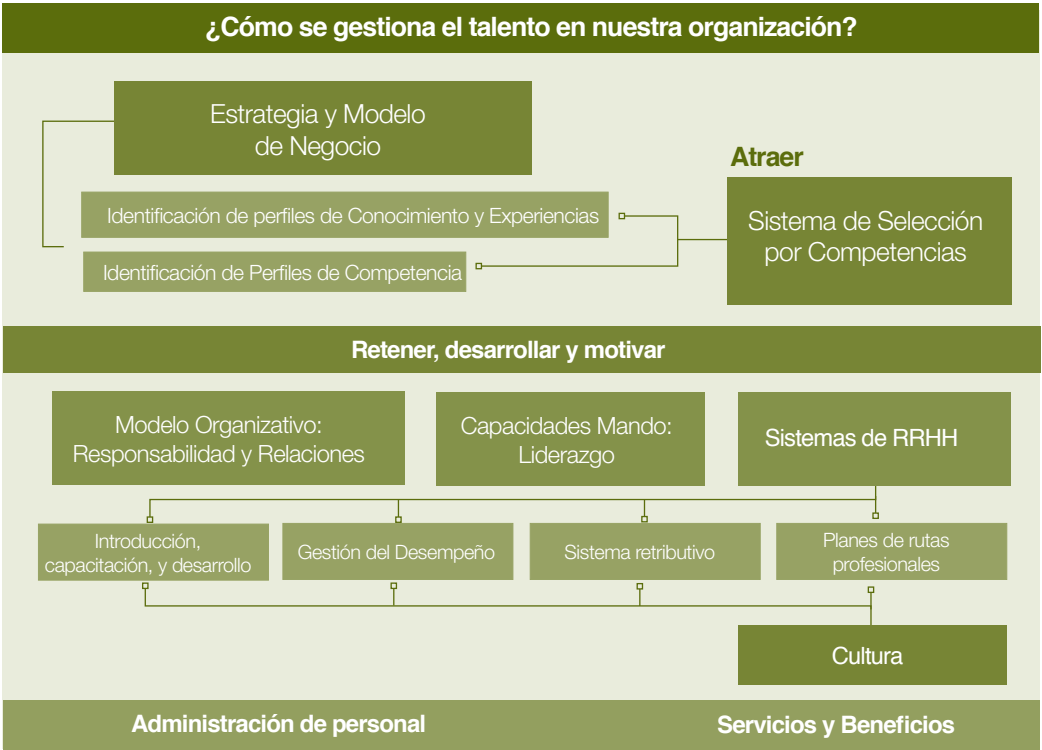 ¿Cómo se gestiona el talento en nuestra organización?
Estrategia y Modelo
de Negocio
Identificación de perfiles de Conocimiento y Experiencias
Identificación de Perfiles de Competencia
Atraer
Sistema de Selección
por Competencias
Retener, desarrollar y motivar
Modelo Organizativo:
Responsabilidad y Relaciones
Capacidades Mando:
Liderazgo
Sistemas de RRHH
Introducción,
capacitación, y desarrollo
Gestión del Desempeño
Sistema retributivo
Planes de rutas
profesionales
Cultura
Administración de personal
Servicios y Beneficios